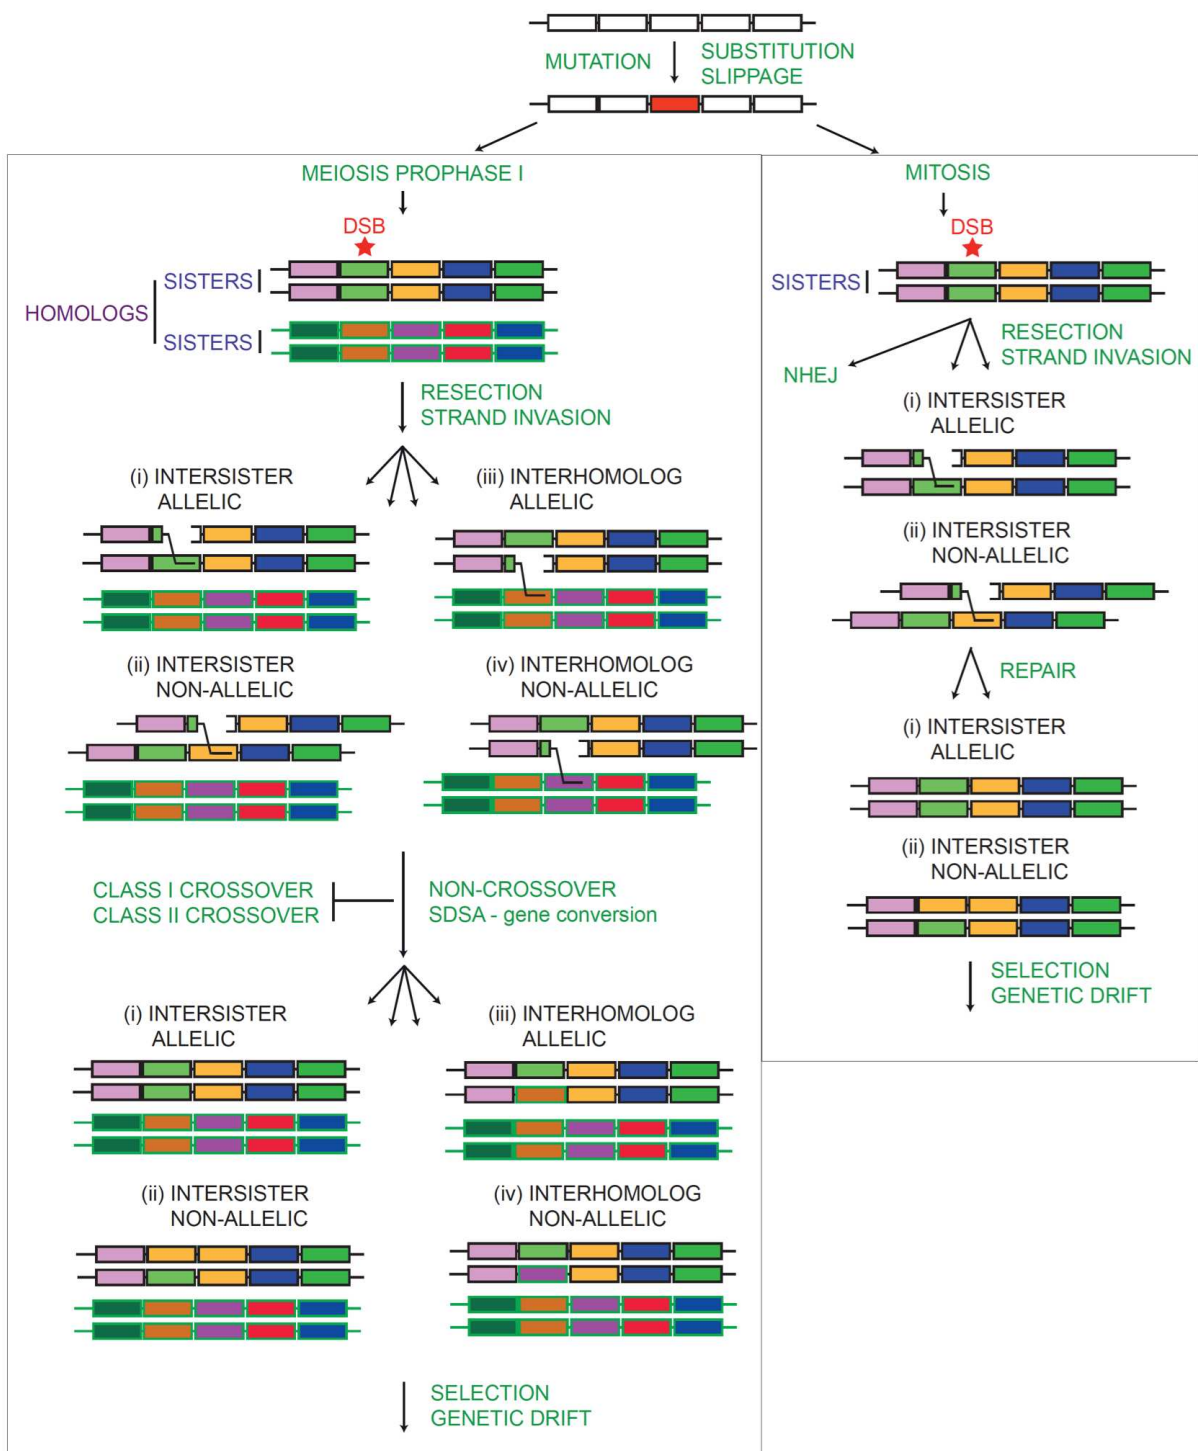 MUTATION
SUBSTITUTION
SLIPPAGE
MEIOSIS PROPHASE I
DSB
SISTERS
HOMOLOGS
SISTERS
RESECTION
STRAND INVASION
(i) INTERSISTER
ALLELIC
(iii) INTERHOMOLOG
ALLELIC
(ii) INTERSISTER
NON-ALLELIC
(iv) INTERHOMOLOG
NON-ALLELIC
CLASS I CROSSOVER
CLASS II CROSSOVER
NON-CROSSOVER
SDSA - gene conversion
(i) INTERSISTER
ALLELIC
(iii) INTERHOMOLOG
ALLELIC
(ii) INTERSISTER
NON-ALLELIC
(iv) INTERHOMOLOG
NON-ALLELIC
SELECTION
GENETIC DRIFT
MITOSIS
DSB
SISTERS
RESECTION
STRAND INVASION
NHEJ
(i) INTERSISTER
ALLELIC
(ii) INTERSISTER
NON-ALLELIC
REPAIR
(i) INTERSISTER
ALLELIC
(ii) INTERSISTER
NON-ALLELIC
SELECTION
GENETIC DRIFT